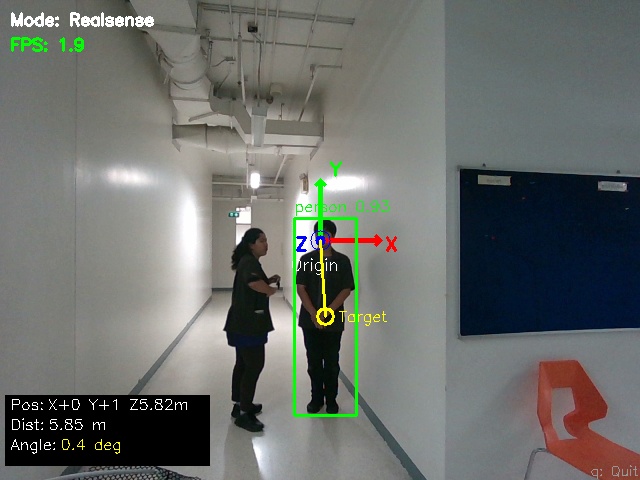 Mode: Realsense
FPS: 1.9
Y
person 0.93
Z
X
Origin
Target
Pos: X+0 Y+1 Z5.82m
Dist: 5.85 m
Angle: 0.4 deg
q: Quit